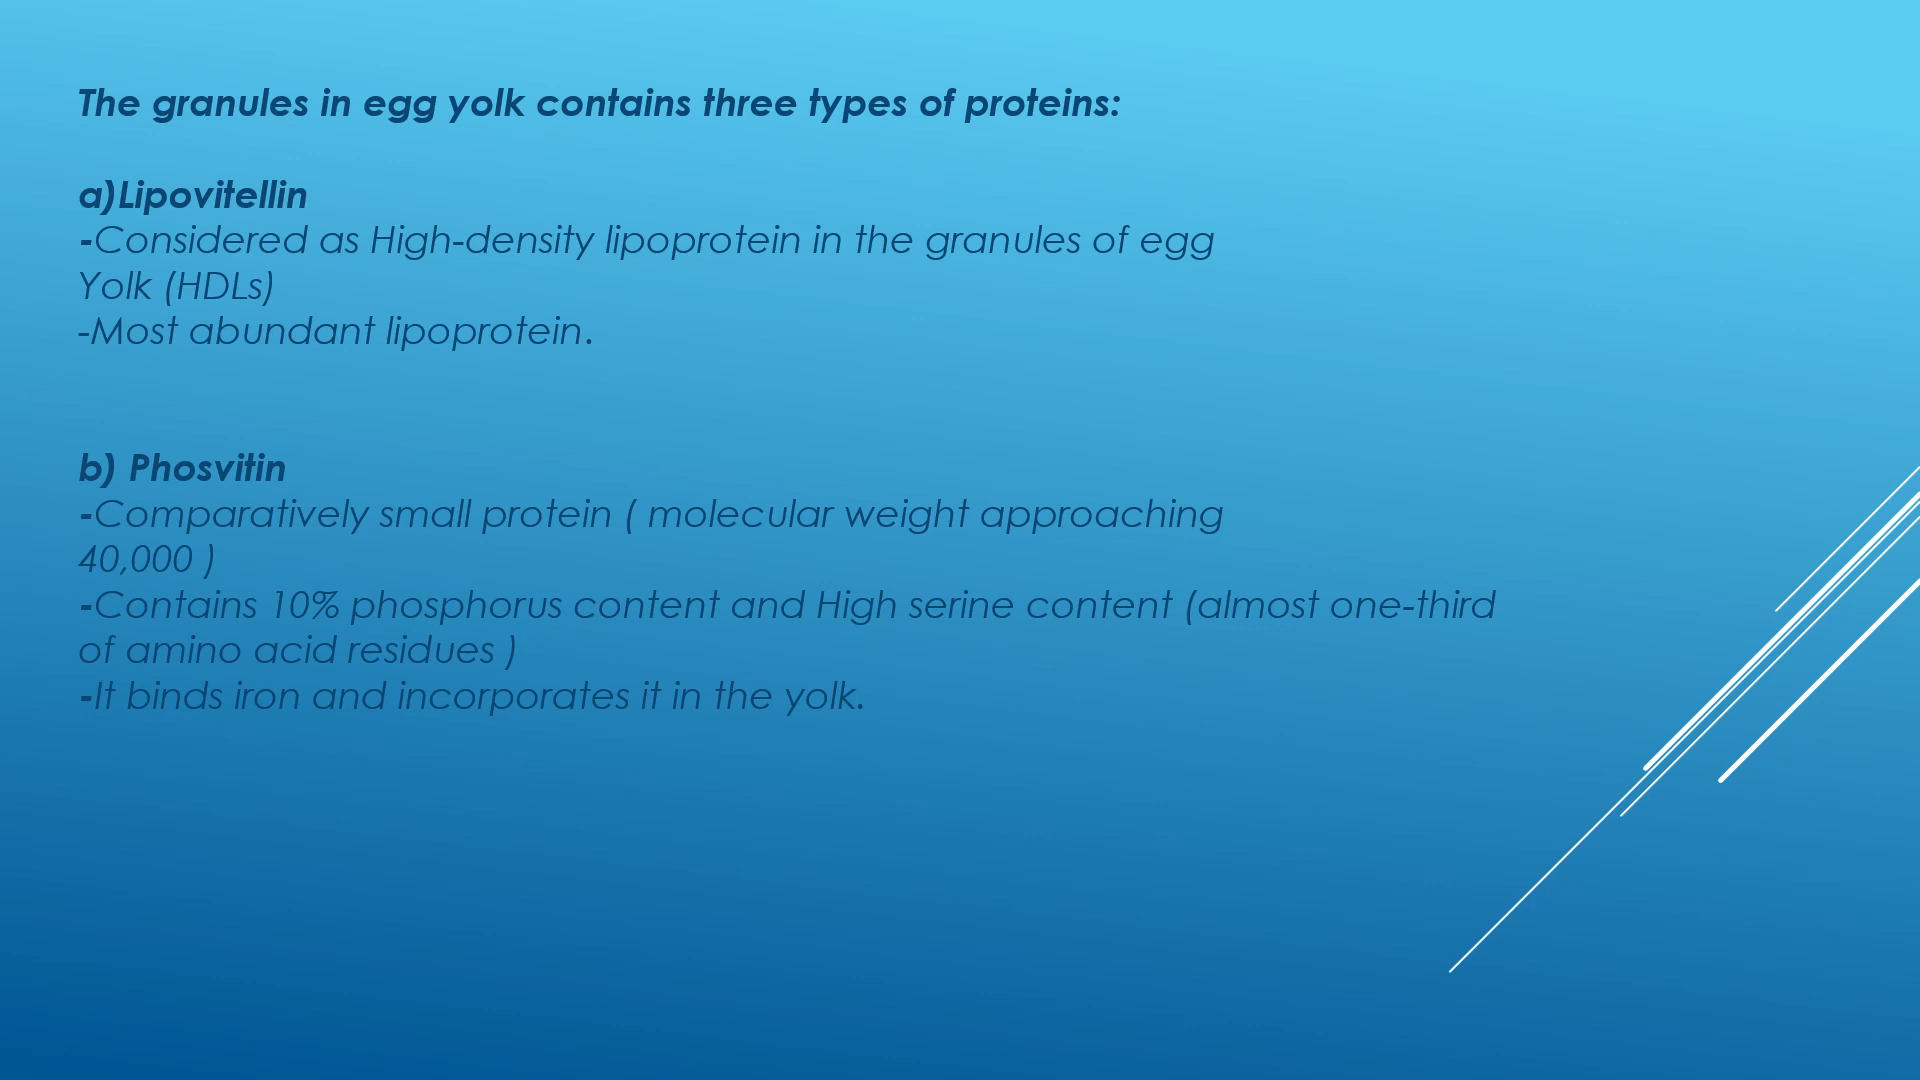 The granules in egg yolk contains three types of proteins:
a)Lipovitellin
-Considered as High-density lipoprotein in the granules of egg
Yolk (HDLs)
-Most abundant lipoprotein.
b) Phosvitin
-Comparatively small protein ( molecular weight approaching
40,000 )
-Contains 10% phosphorus content and High serine content (almost one-third
of amino acid residues )
-It binds iron and incorporates it in the yolk.